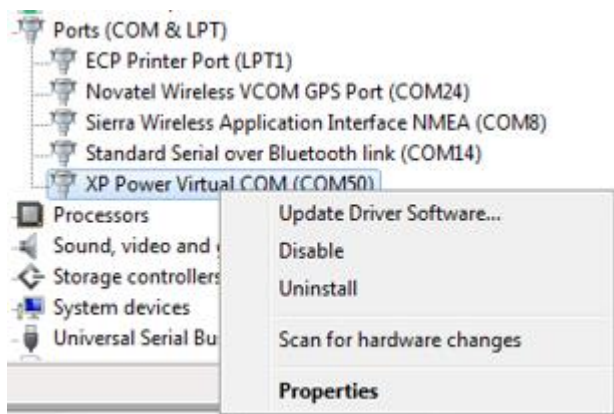 Ports (COM & LPT)
ECP Printer Port (LPT1)
Novatel Wireless VCOM GPS Port (COM24)
Sierra Wireless Application Interface NMEA (COM8)
Standard Serial over Bluetooth link (COM14)
XP Power Virtual COM (COM50)
Processors
Sound, video and
Storage controllers
System devices
Universal Serial Bu
Update Driver Software...
Disable
Uninstall
Scan for hardware changes
Properties